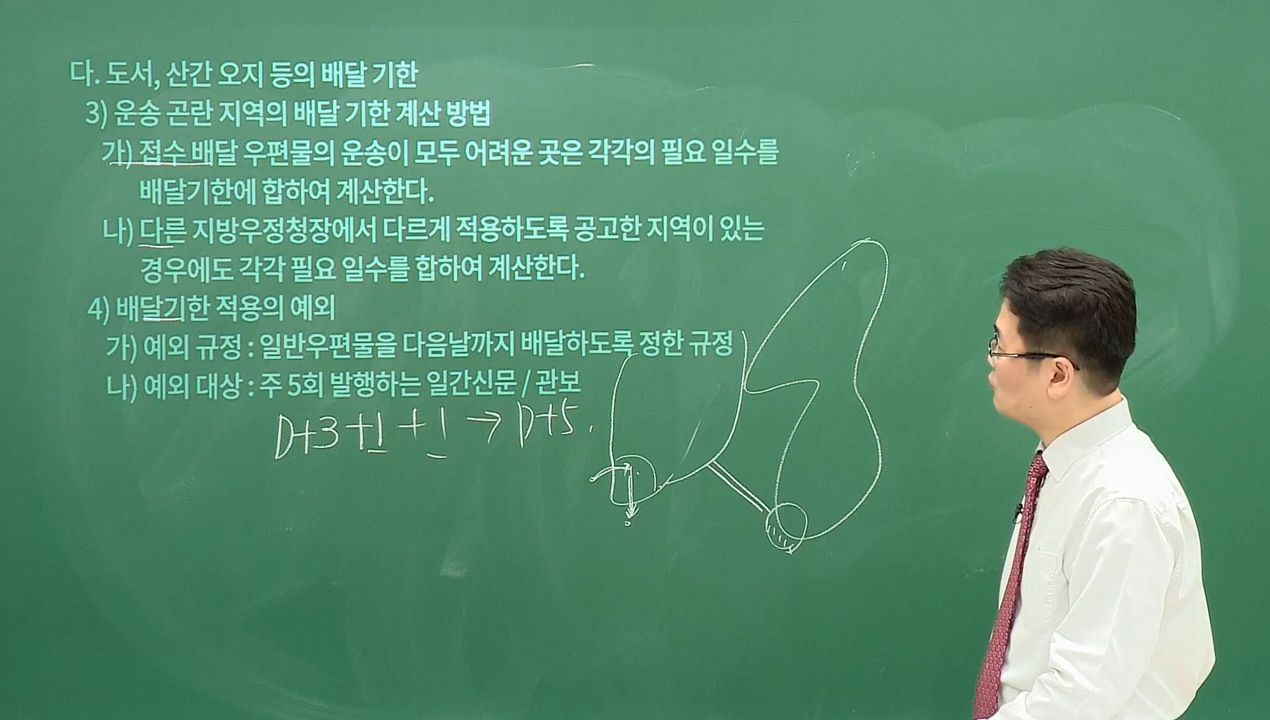 다. 도서, 산간 오지 등의 배달 기한
3) 운송 곤란 지역의 배달 기한 계산 방법
가) 접수 배달 우편물의 운송이 모두 어려운 곳은 각각의 필요 일수를
배달기한에 합하여 계산한다.
나) 다른 지방우정청장에서 다르게 적용하도록 공고한 지역이 있는
경우에도 각각 필요 일수를 합하여 계산한다.
4) 배달기한 적용의 예외
가) 예외 규정 : 일반우편물을 다음날까지 배달하도록 정한 규정
나) 예외 대상 : 주 5회 발행하는 일간신문 / 관보
D+3 +1 +1 → D+5.